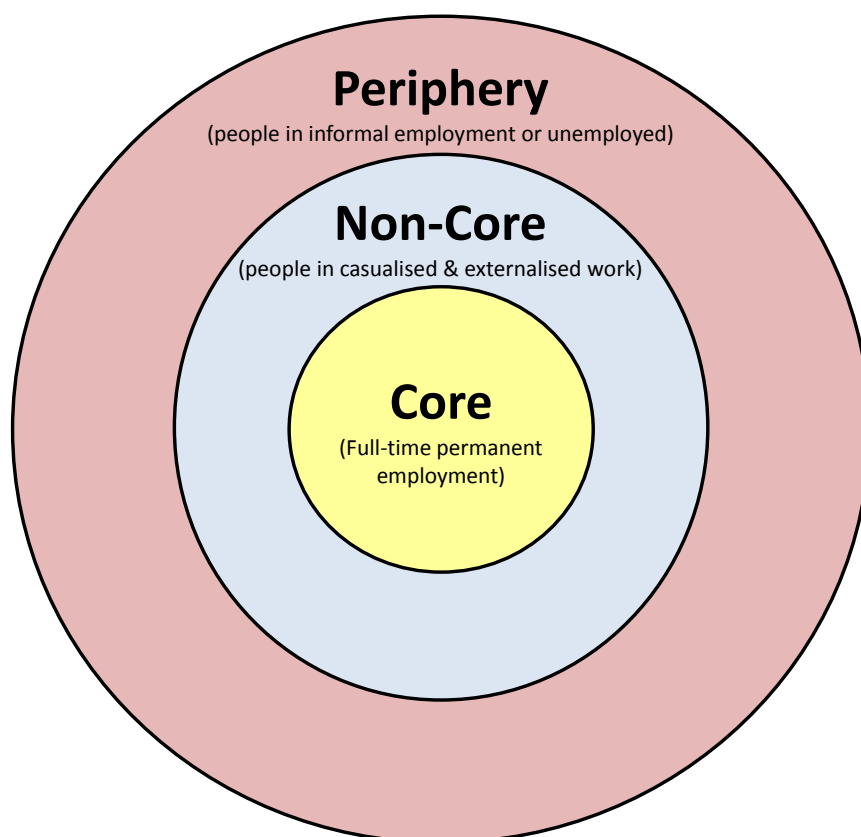 Periphery
(people in informal employment or unemployed)
Non-Core
(people in casualised & externalised work)
Core
(Full-time permanent
employment)